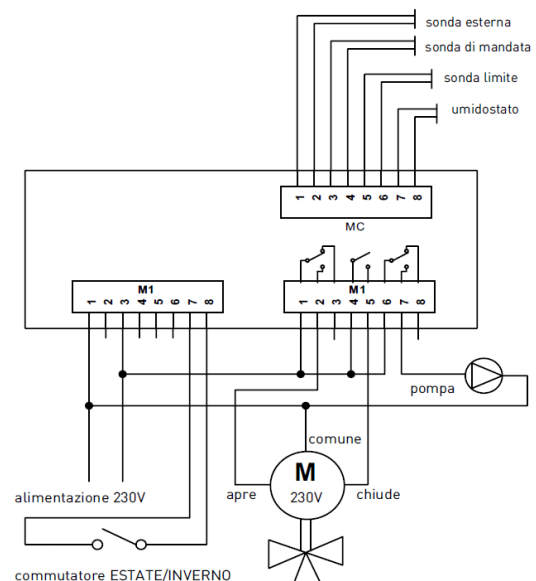 sonda esterna
sonda di mandata
sonda limite
umidostato
1 2 3 4 5 6 7 8
MC
M1
1 2 3 4 5 6 7 8
M1
1 2 3 4 5 6 7 8
pompa
comune
M
230V
apre
chiude
alimentazione 230V
commutatore ESTATE/INVERNO